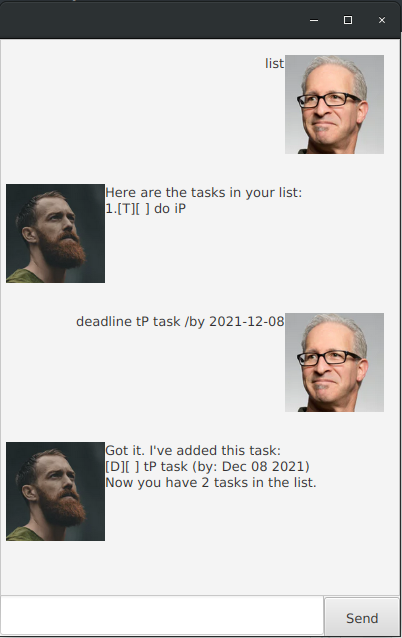 list
Here are the tasks in your list:
1.[T][ ] do iP
deadline tP task /by 2021-12-08
Got it. I've added this task:
[D][ ] tP task (by: Dec 08 2021)
Now you have 2 tasks in the list.
Send